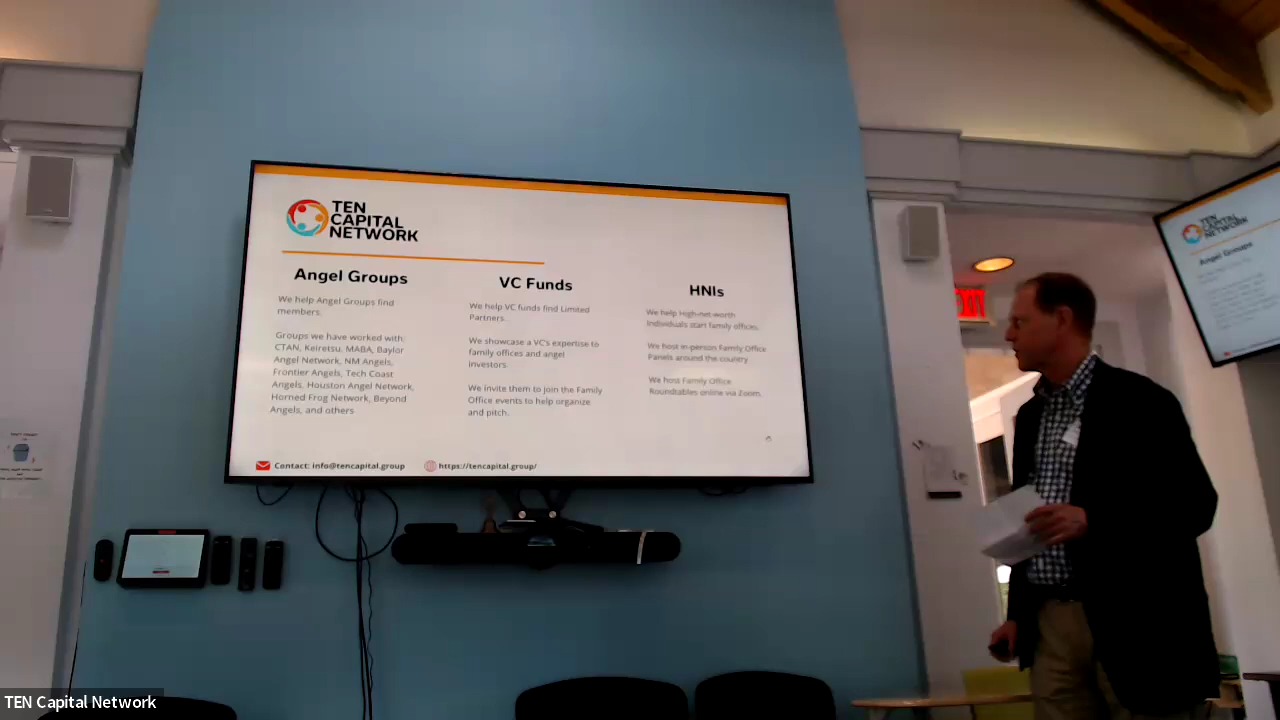 TEN
CAPITAL
NETWORK
Angel Groups
We help Angel Groups find
members.
Groups we have worked with:
CTAN, Keiretsu, MABA, Baylor
Angel Network, NM Angels,
Frontier Angels, Tech Coast
Angels, Houston Angel Network,
Horned Frog Network, Beyond
Angels, and others
VC Funds
We help VC funds find Limited
Partners.
We showcase a VC's expertise to
family offices and angel
investors.
We invite them to join the Family
Office events to help organize
and pitch.
HNIs
We help High-net-worth
Individuals start family offices.
We host in-person Family Office
Panels around the country
We host Family Office
Roundtables online via Zoom.
Contact: info@tencapital.group
https://tencapital.group/
EXIT
TEN
CAPITAL
NETWORK
Angel Groups
TEN Capital Network